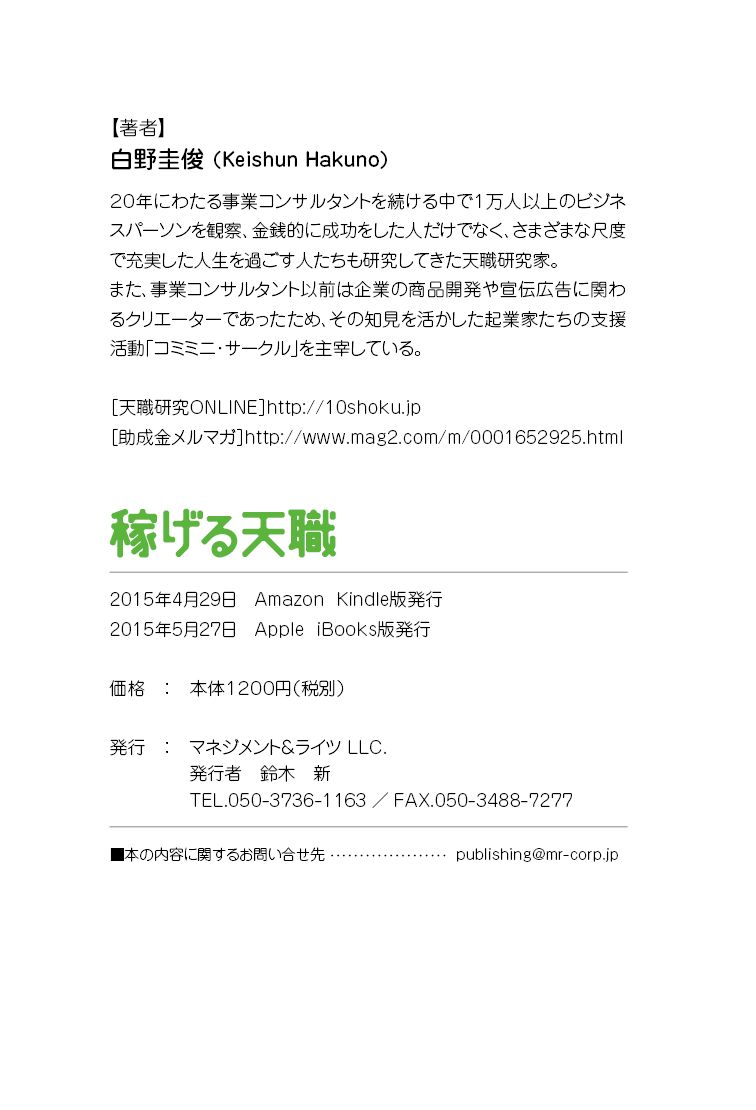 【著者】
白野圭俊（Keishun Hakuno）
20年にわたる事業コンサルタントを続ける中で1万人以上のビジネ
スパーソンを観察、金銭的に成功をした人だけでなく、さまざまな尺度
で充実した人生を過ごす人たちも研究してきた天職研究家。
また、事業コンサルタント以前は企業の商品開発や宣伝広告に関わ
るクリエーターであったため、その知見を活かした起業家たちの支援
活動「コミミニ・サークル」を主宰している。
[天職研究ONLINE]http://10shoku.jp
[助成金メルマガ]http://www.mag2.com/m/0001652925.html
稼げる天職
2015年4月29日　Amazon Kindle版発行
2015年5月27日　Apple iBooks版発行
価格　：　本体1200円（税別）
発行　：　マネジメント&ライツ LLC.
発行者　鈴木　新
TEL.050-3736-1163 ／ FAX.050-3488-7277
■本の内容に関するお問い合せ先 ‥‥‥‥‥‥‥‥‥‥ publishing@mr-corp.jp